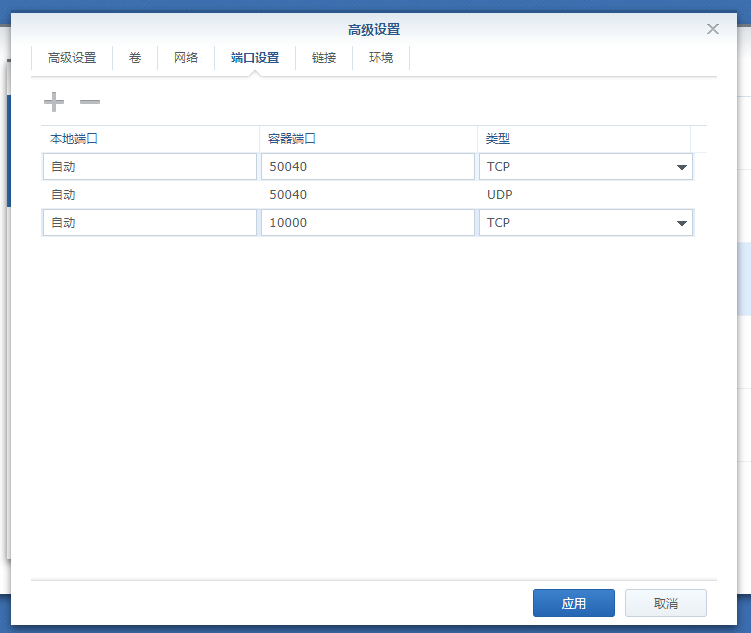 高级设置
高级设置 卷 网络 端口设置 链接 环境
本地端口 容器端口 类型
自动 50040 TCP
自动 50040 UDP
自动 10000 TCP
应用 取消